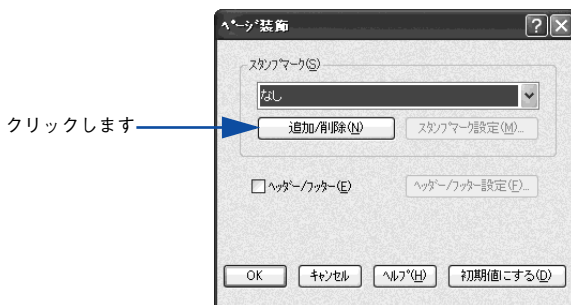 ページ装飾
スタンプマーク(S)
なし
クリックします
追加/削除(N)
スタンプマーク設定(M)...
ヘッダー/フッター(E)
ヘッダー/フッター設定(F)...
OK
キャンセル
ヘルプ(H)
初期値にする(D)